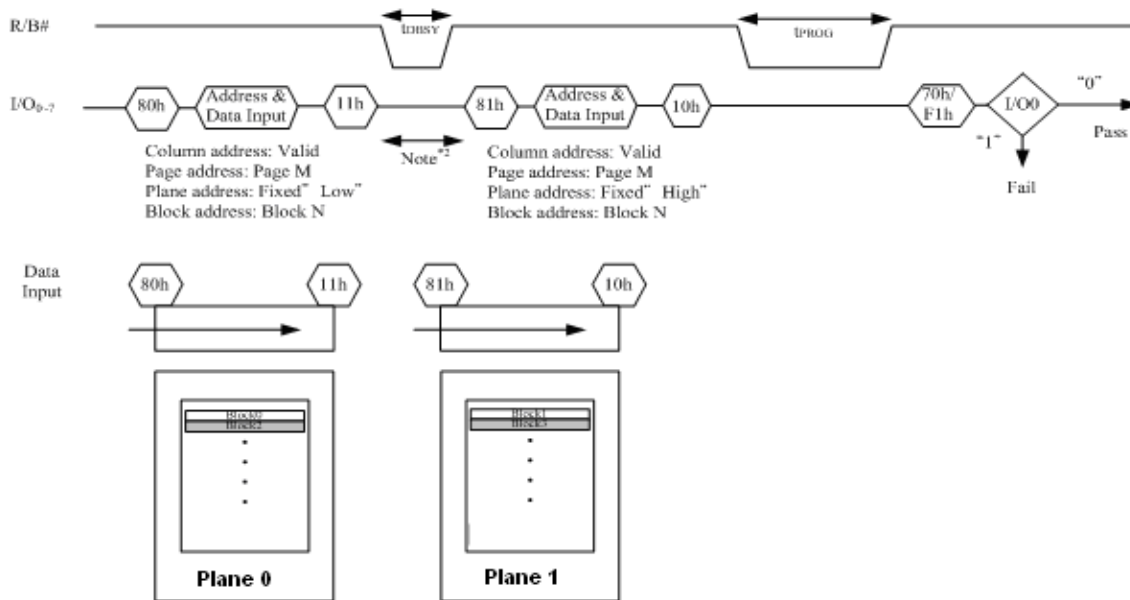 R/B#
tDBSY
tPROG
I/O0-7
80h
Address &
Data Input
11h
81h
Address &
Data Input
10h
70h/
F1h
I/O0
"0"
Pass
"1"
Fail
Note*2
Column address: Valid
Page address: Page M
Plane address: Fixed" Low"
Block address: Block N
Column address: Valid
Page address: Page M
Plane address: Fixed" High"
Block address: Block N
Data
Input
80h
11h
81h
10h
Block0
Block2
Block1
Block3
Plane 0
Plane 1